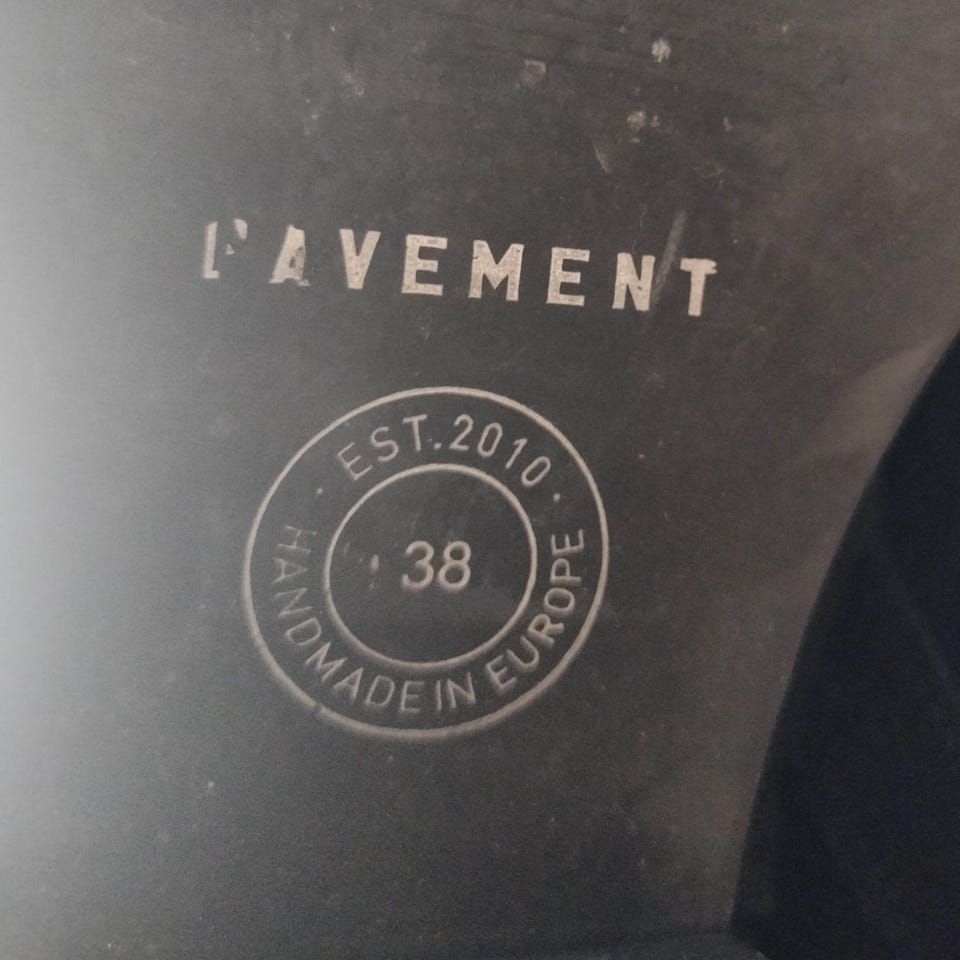 PAVEMENT
· EST.2010 ·
38
HANDMADE IN EUROPE